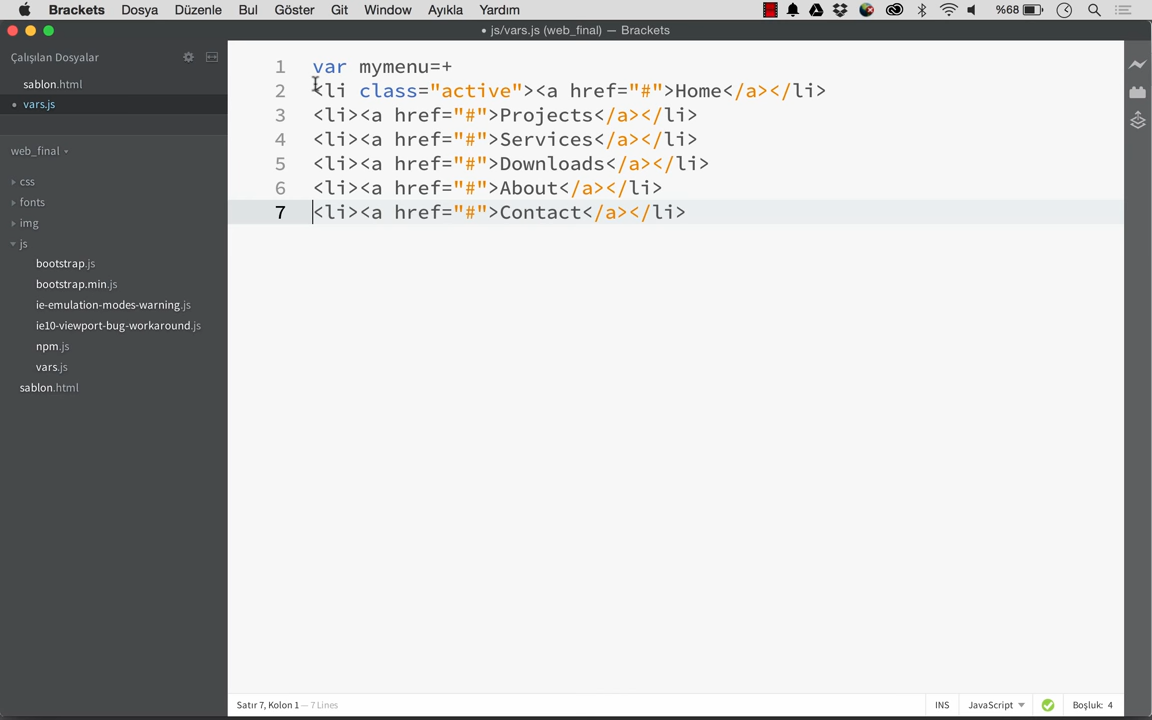 Brackets Dosya Düzenle Bul Göster Git Window Ayıkla Yardım %68
• js/vars.js (web_final) — Brackets
Çalışılan Dosyalar
sablon.html
• vars.js
web_final
css
fonts
img
js
bootstrap.js
bootstrap.min.js
ie-emulation-modes-warning.js
ie10-viewport-bug-workaround.js
npm.js
vars.js
sablon.html
1 var mymenu=+
2 <li class="active"><a href="#">Home</a></li>
3 <li><a href="#">Projects</a></li>
4 <li><a href="#">Services</a></li>
5 <li><a href="#">Downloads</a></li>
6 <li><a href="#">About</a></li>
7 <li><a href="#">Contact</a></li>
Satır 7, Kolon 1 — 7 Lines INS JavaScript Boşluk: 4